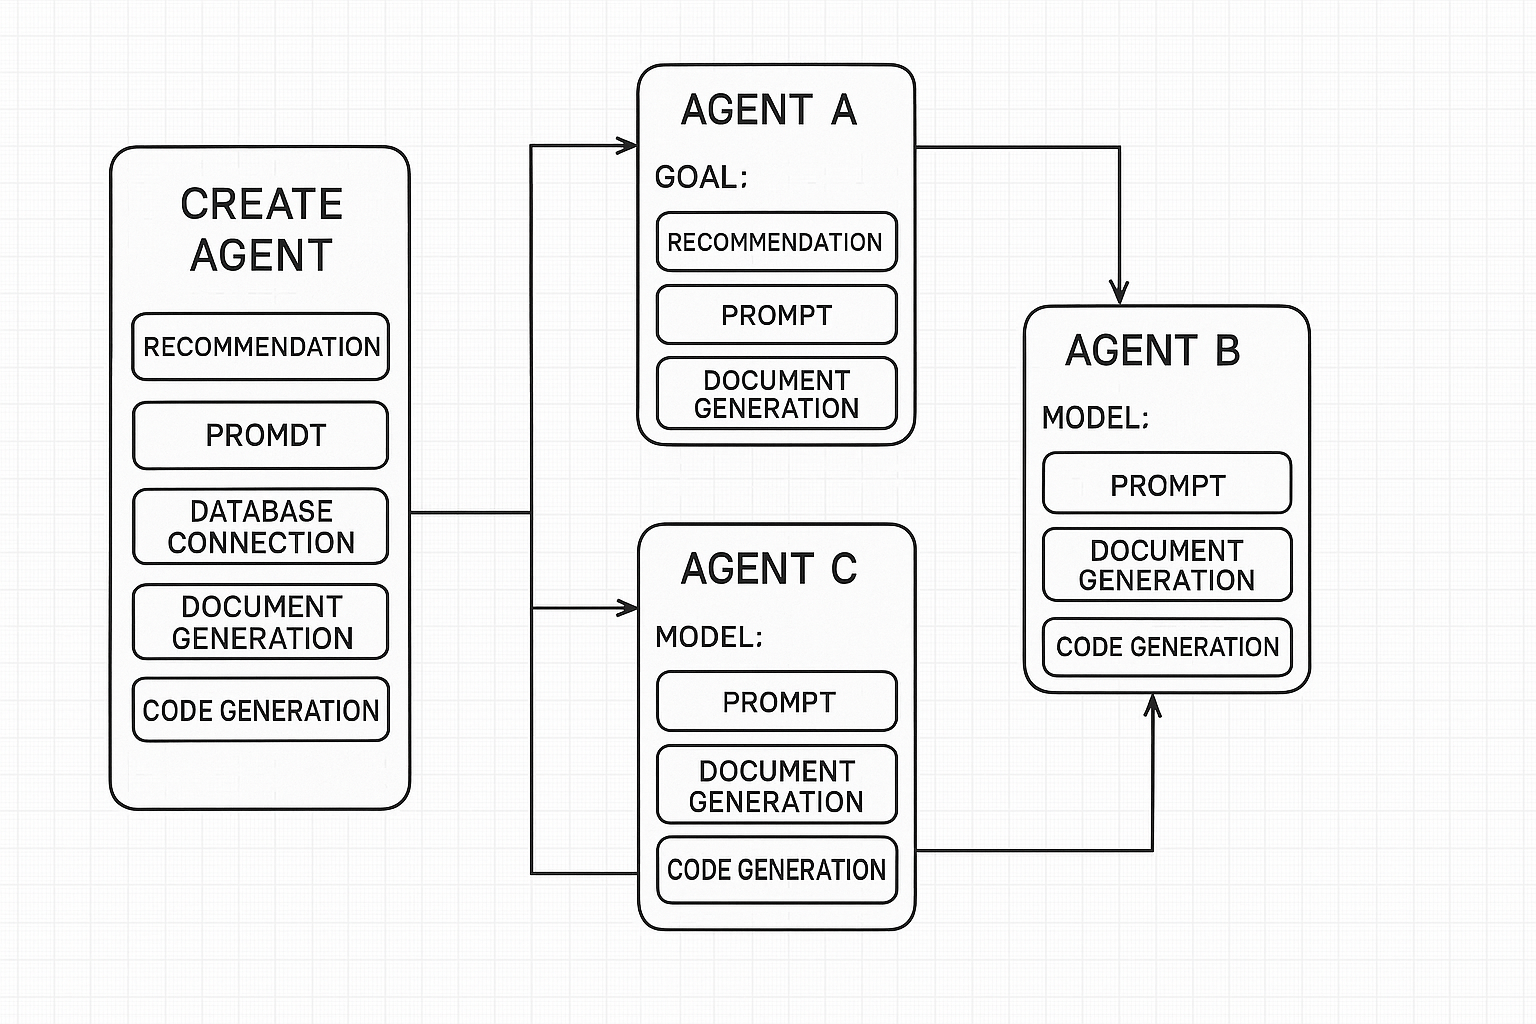 CREATE
AGENT
RECOMMENDATION
PROMDT
DATABASE
CONNECTION
DOCUMENT
GENERATION
CODE GENERATION
AGENT A
GOAL:
RECOMMENDATION
PROMPT
DOCUMENT
GENERATION
AGENT C
MODEL:
PROMPT
DOCUMENT
GENERATION
CODE GENERATION
AGENT B
MODEL:
PROMPT
DOCUMENT
GENERATION
CODE GENERATION